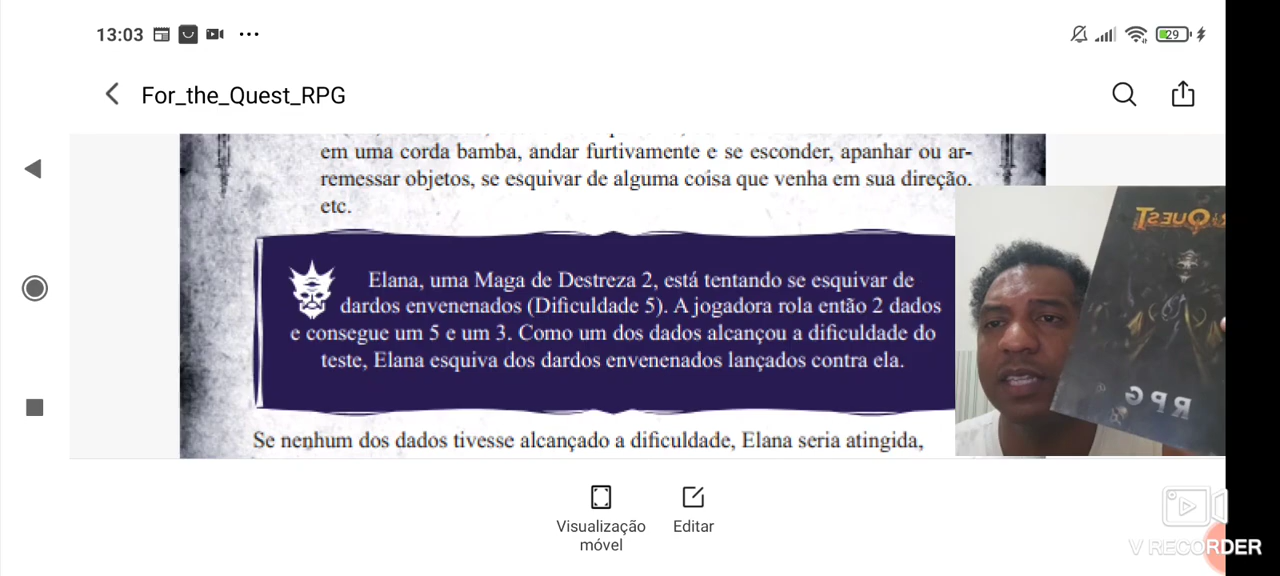 13:03
29
For_the_Quest_RPG
em uma corda bamba, andar furtivamente e se esconder, apanhar ou ar-
remessar objetos, se esquivar de alguma coisa que venha em sua direção,
etc.
QUEST
RPG
Elana, uma Maga de Destreza 2, está tentando se esquivar de
dardos envenenados (Dificuldade 5). A jogadora rola então 2 dados
e consegue um 5 e um 3. Como um dos dados alcançou a dificuldade do
teste, Elana esquiva dos dardos envenenados lançados contra ela.
Se nenhum dos dados tivesse alcançado a dificuldade, Elana seria atingida,
Visualização
móvel
Editar
V RECORDER